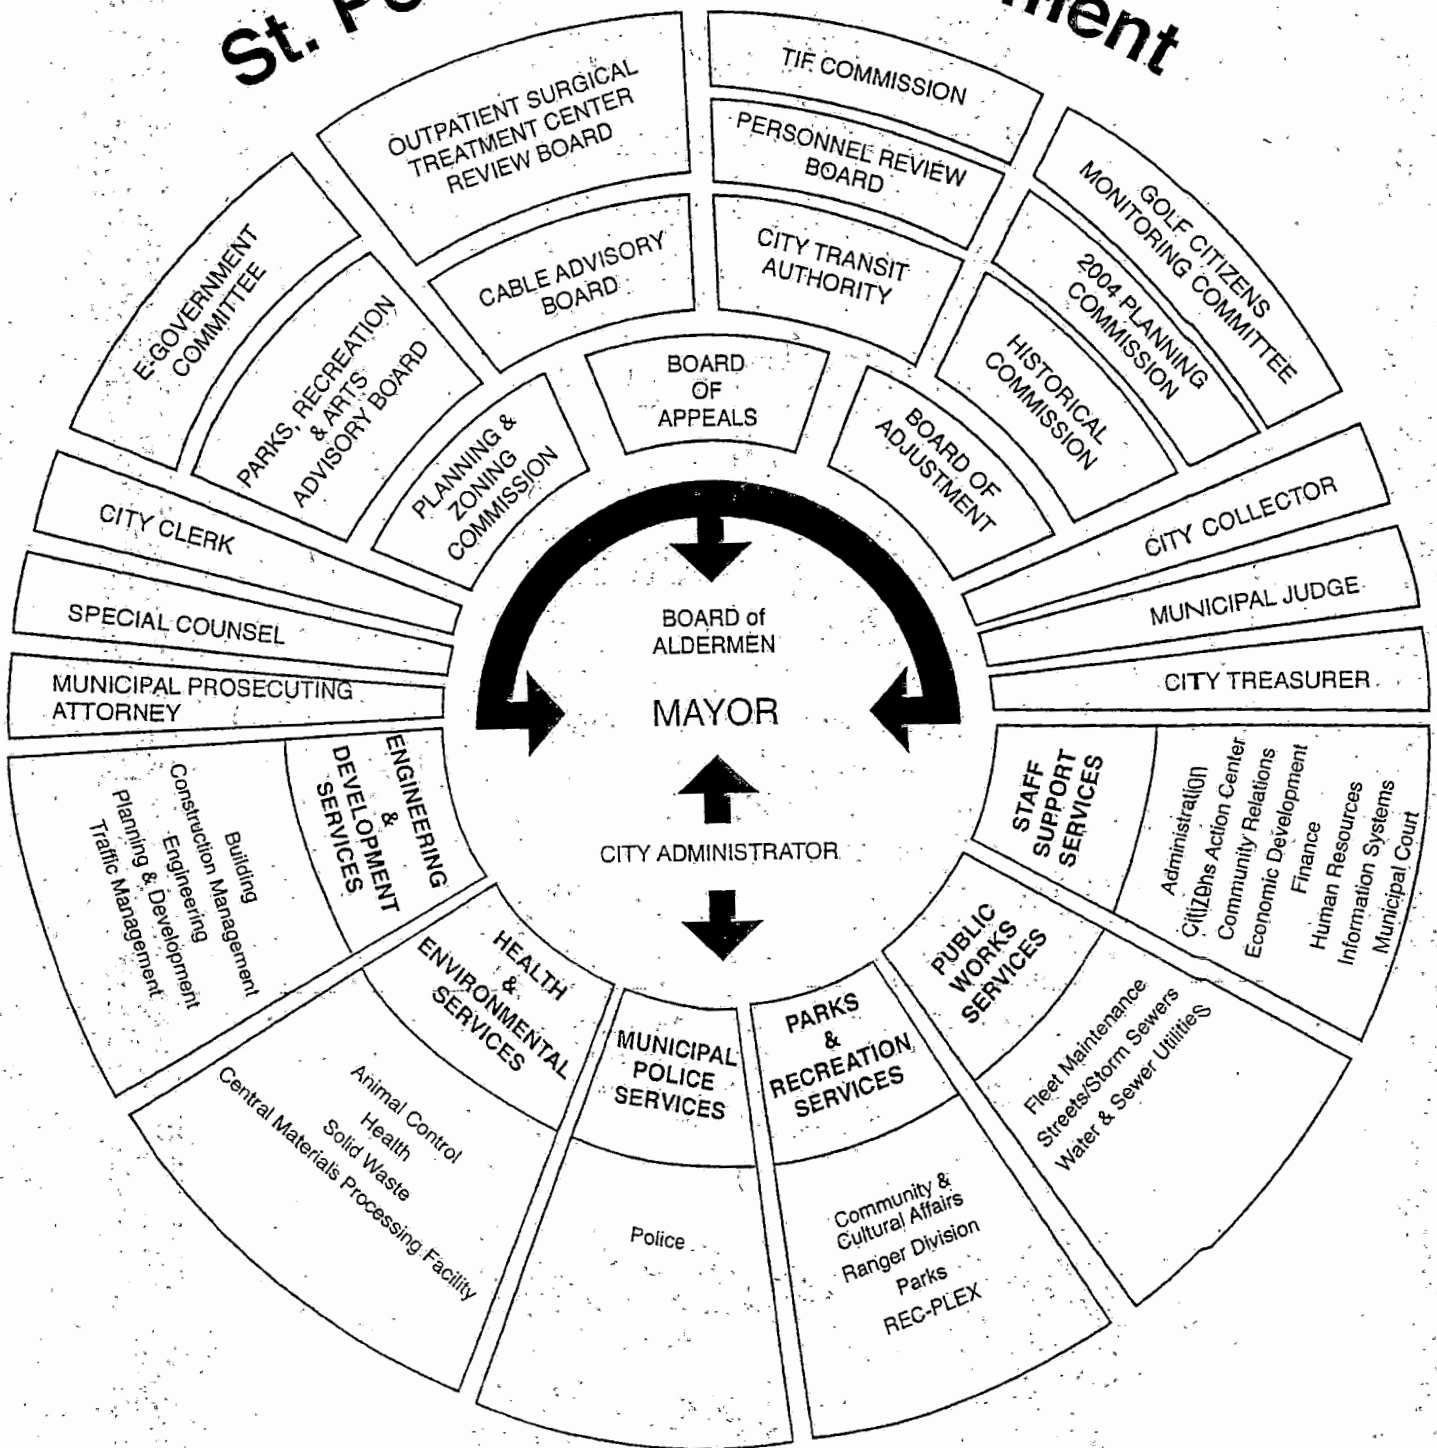 St.
TIF COMMISSION
OUTPATIENT SURGICAL
TREATMENT CENTER
REVIEW BOARD
PERSONNEL REVIEW
BOARD
GOLF CITIZENS
MONITORING COMMITTEE
E-GOVERNMENT
COMMITTEE
CABLE ADVISORY
BOARD
CITY TRANSIT
AUTHORITY
2004 PLANNING
COMMISSION
PARKS, RECREATION
& ARTS
ADVISORY BOARD
HISTORICAL
COMMISSION
PLANNING &
ZONING
COMMISSION
BOARD
OF
APPEALS
BOARD OF
ADJUSTMENT
CITY CLERK
SPECIAL COUNSEL
MUNICIPAL PROSECUTING
ATTORNEY
CITY COLLECTOR
MUNICIPAL JUDGE
CITY TREASURER
BOARD of
ALDERMEN
MAYOR
CITY ADMINISTRATOR
ENGINEERING
&
DEVELOPMENT
SERVICES
Building
Construction Management
Engineering
Planning & Development
Traffic Management
HEALTH
&
ENVIRONMENTAL
SERVICES
Animal Control
Health
Solid Waste
Central Materials Processing Facility
MUNICIPAL
POLICE
SERVICES
Police
PARKS
&
RECREATION
SERVICES
Community &
Cultural Affairs
Ranger Division
Parks
REC-PLEX
PUBLIC
WORKS
SERVICES
Fleet Maintenance
Streets/Storm Sewers
Water & Sewer Utilities
STAFF
SUPPORT
SERVICES
Administration
Citizens Action Center
Community Relations
Economic Development
Finance
Human Resources
Information Systems
Municipal Court